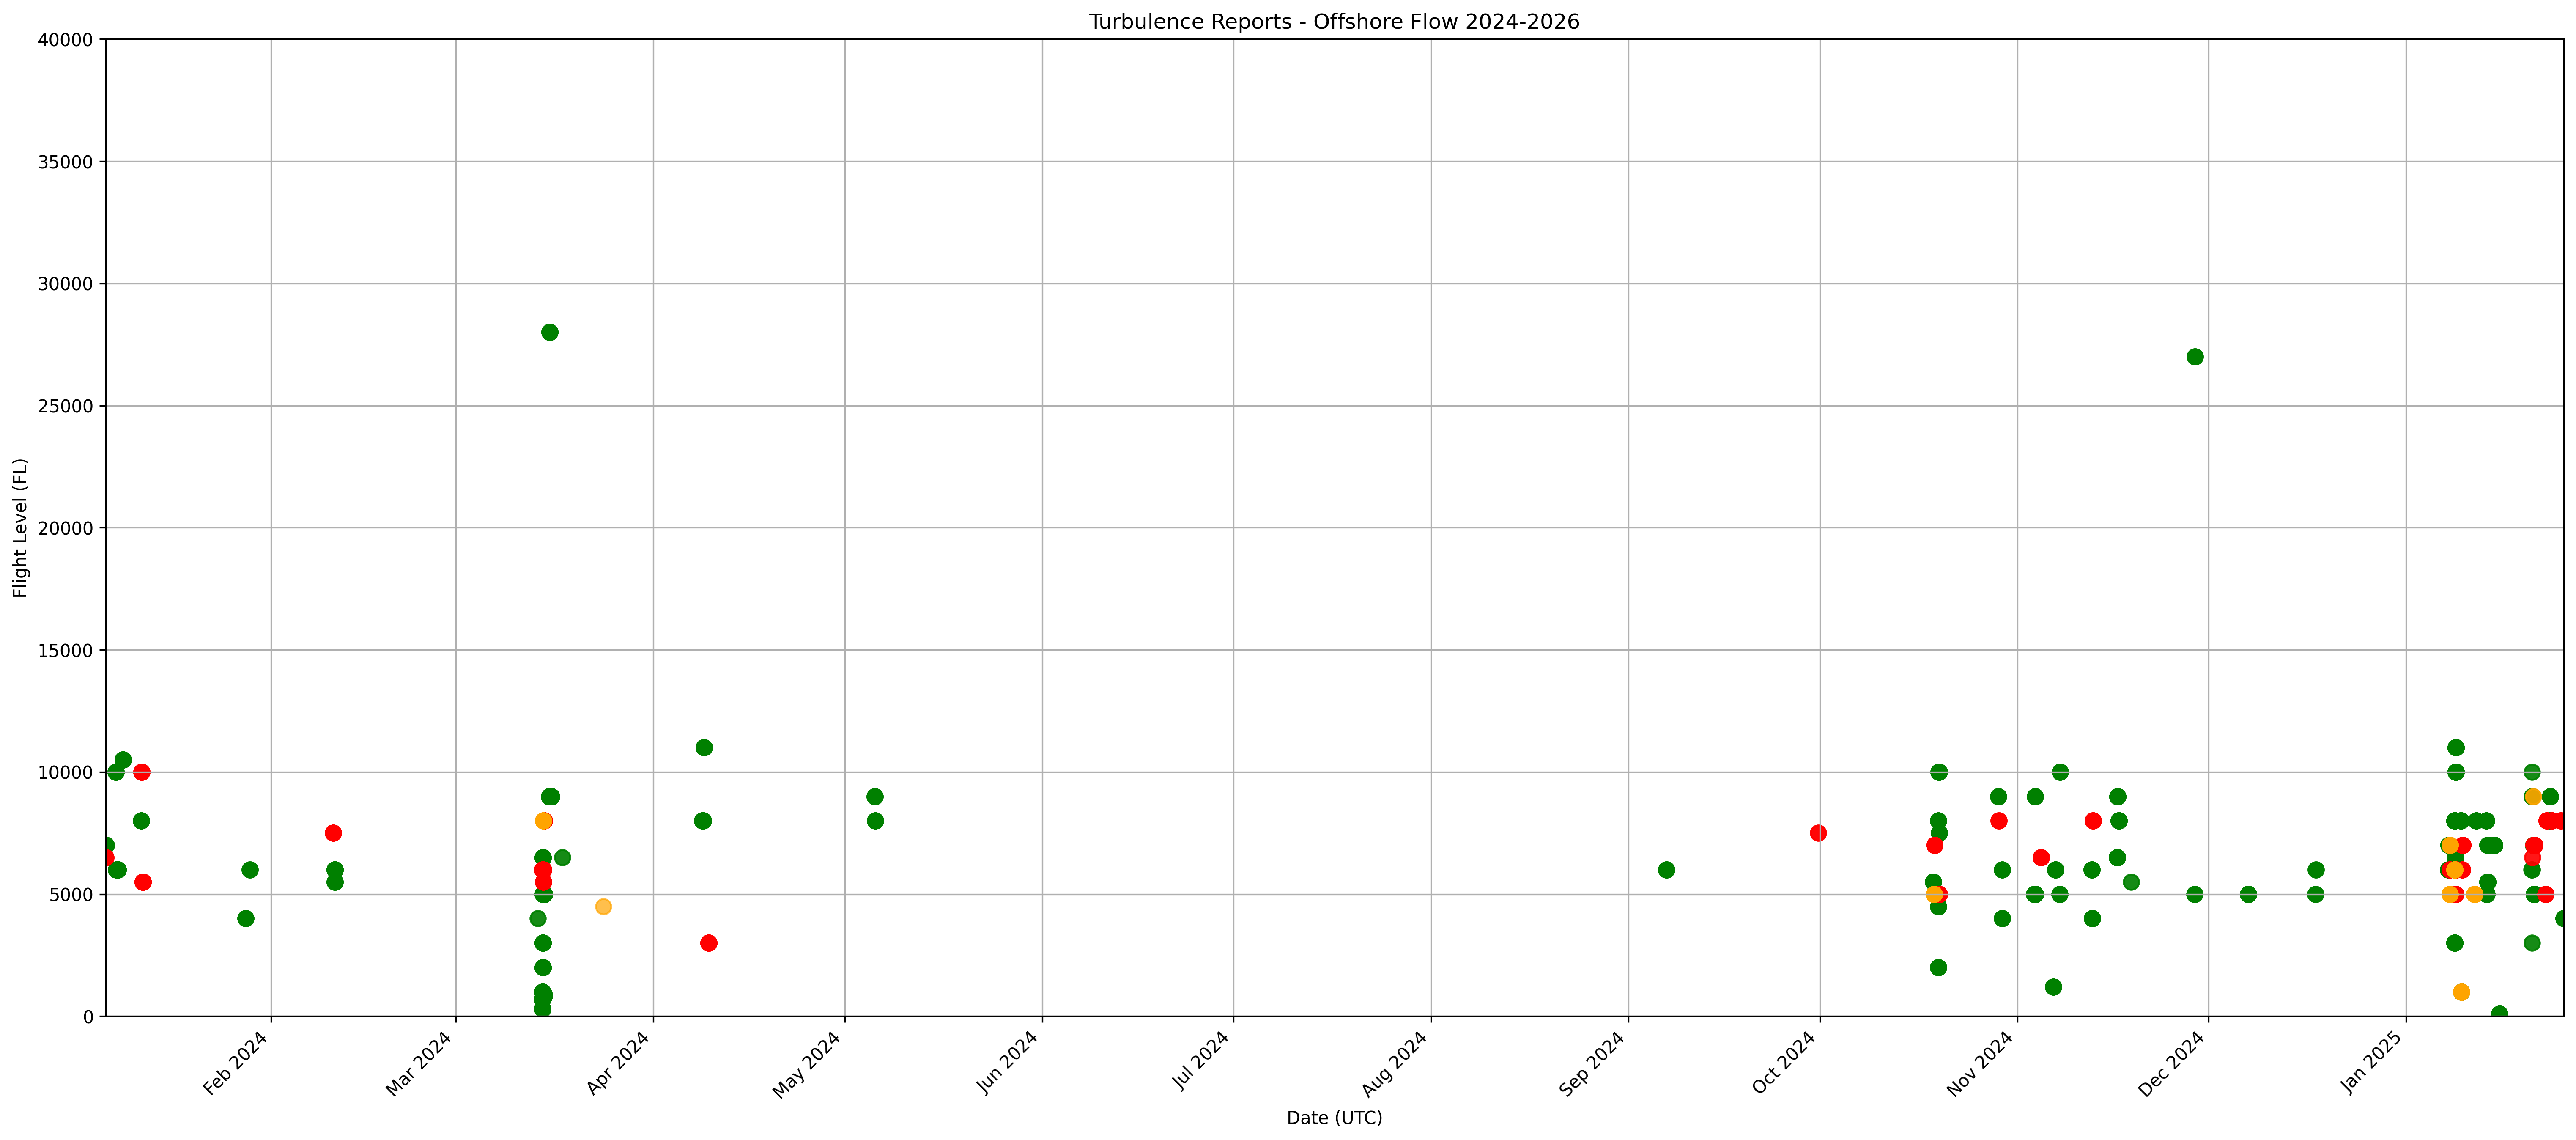 Turbulence Reports - Offshore Flow 2024-2026
40000
35000
30000
25000
20000
15000
10000
5000
0
Flight Level (FL)
Feb 2024
Mar 2024
Apr 2024
May 2024
Jun 2024
Jul 2024
Aug 2024
Sep 2024
Oct 2024
Nov 2024
Dec 2024
Jan 2025
Date (UTC)